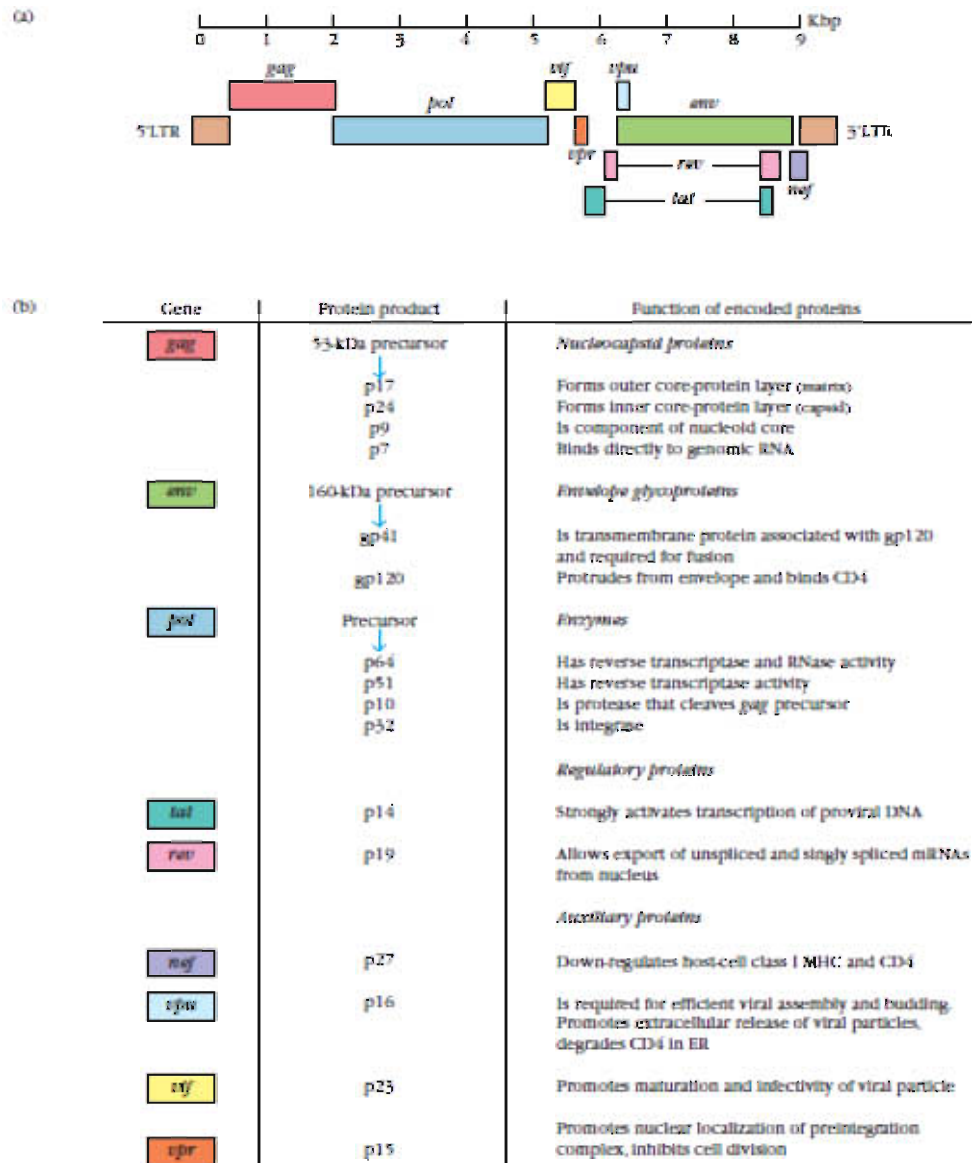 (a)
Kbp
0 1 2 3 4 5 6 7 8 9
gag
vif
vpu
pol
env
5'LTR
3'LTR
vpr
rev
nef
tat
(b)
Gene Protein product Function of encoded proteins
gag 53-kDa precursor Nucleocapsid proteins
p17 Forms outer core-protein layer (matrix)
p24 Forms inner core-protein layer (capsid)
p9 Is component of nucleoid core
p7 Binds directly to genomic RNA
env 160-kDa precursor Envelope glycoproteins
gp41 Is transmembrane protein associated with gp120
and required for fusion
gp120 Protrudes from envelope and binds CD4
pol Precursor Enzymes
p64 Has reverse transcriptase and RNase activity
p51 Has reverse transcriptase activity
p10 Is protease that cleaves gag precursor
p32 Is integrase
Regulatory proteins
tat p14 Strongly activates transcription of proviral DNA
rev p19 Allows export of unspliced and singly spliced mRNAs
from nucleus
Auxiliary proteins
nef p27 Down-regulates host-cell class I MHC and CD4
vpu p16 Is required for efficient viral assembly and budding.
Promotes extracellular release of viral particles,
degrades CD4 in ER
vif p23 Promotes maturation and infectivity of viral particle
Promotes nuclear localization of preintegration
vpr p15 complex, inhibits cell division